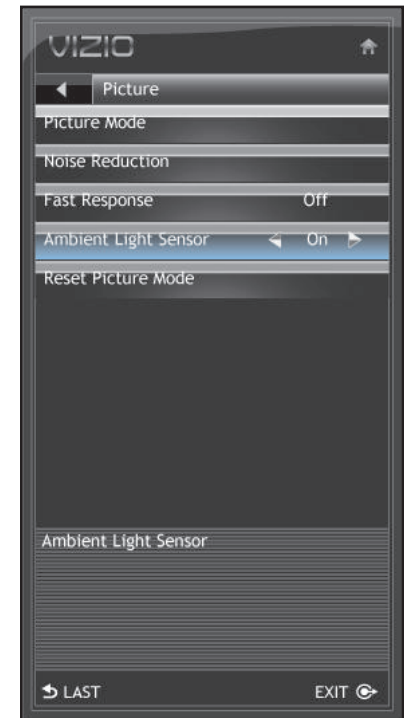 VIZIO
Picture
Picture Mode
Noise Reduction
Fast Response Off
Ambient Light Sensor On
Reset Picture Mode
Ambient Light Sensor
LAST EXIT